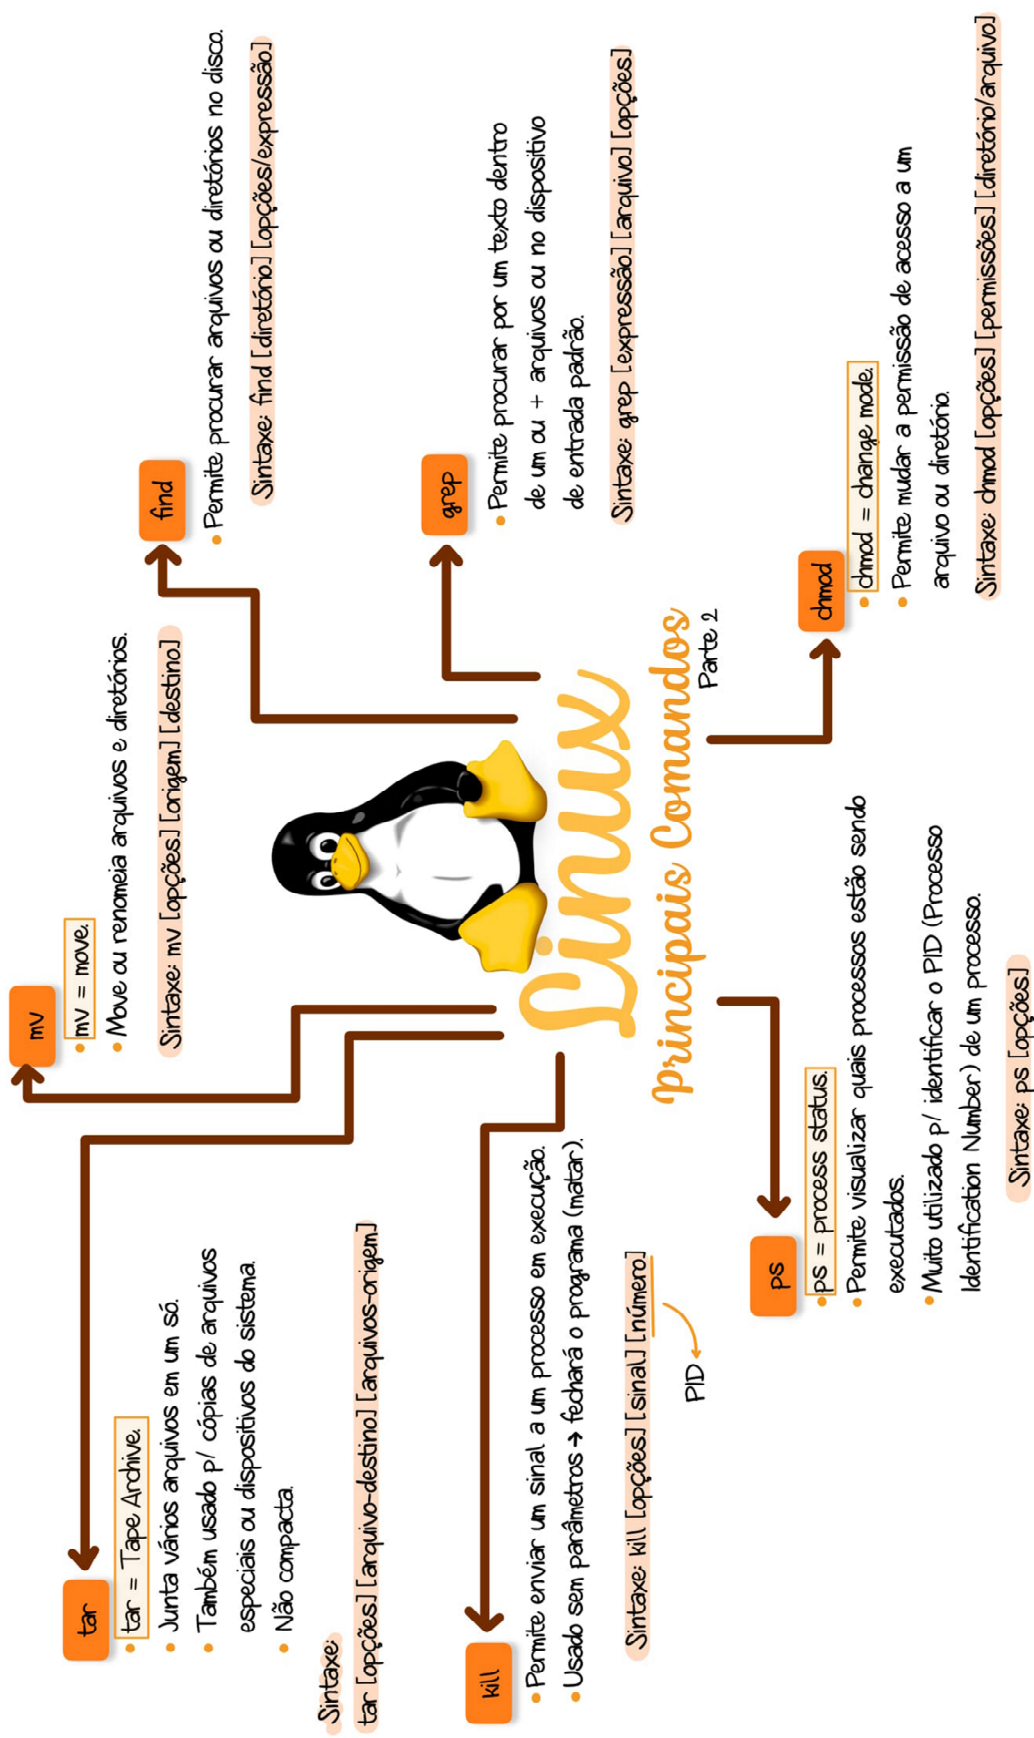 Linux
Principais Comandos
Parte 2
tar
tar = Tape Archive.
Junta vários arquivos em um só.
Também usado p/ cópias de arquivos
especiais ou dispositivos do sistema.
Não compacta.
Sintaxe:
tar [opções] [arquivo-destino] [arquivos-origem]
mv
mv = move.
Move ou renomeia arquivos e diretórios.
Sintaxe: mv [opções] [origem] [destino]
find
Permite procurar arquivos ou diretórios no disco.
Sintaxe: find [diretório] [opções/expressão]
grep
Permite procurar por um texto dentro
de um ou + arquivos ou no dispositivo
de entrada padrão.
Sintaxe: grep [expressão] [arquivo] [opções]
kill
Permite enviar um sinal a um processo em execução.
Usado sem parâmetros → fechará o programa (matar).
Sintaxe: kill [opções] [sinal] [número]
PID
ps
ps = process status.
Permite visualizar quais processos estão sendo
executados.
Muito utilizado p/ identificar o PID (Processo
Identification Number) de um processo.
Sintaxe: ps [opções]
chmod
chmod = change mode.
Permite mudar a permissão de acesso a um
arquivo ou diretório.
Sintaxe: chmod [opções] [permissões] [diretório/arquivo]